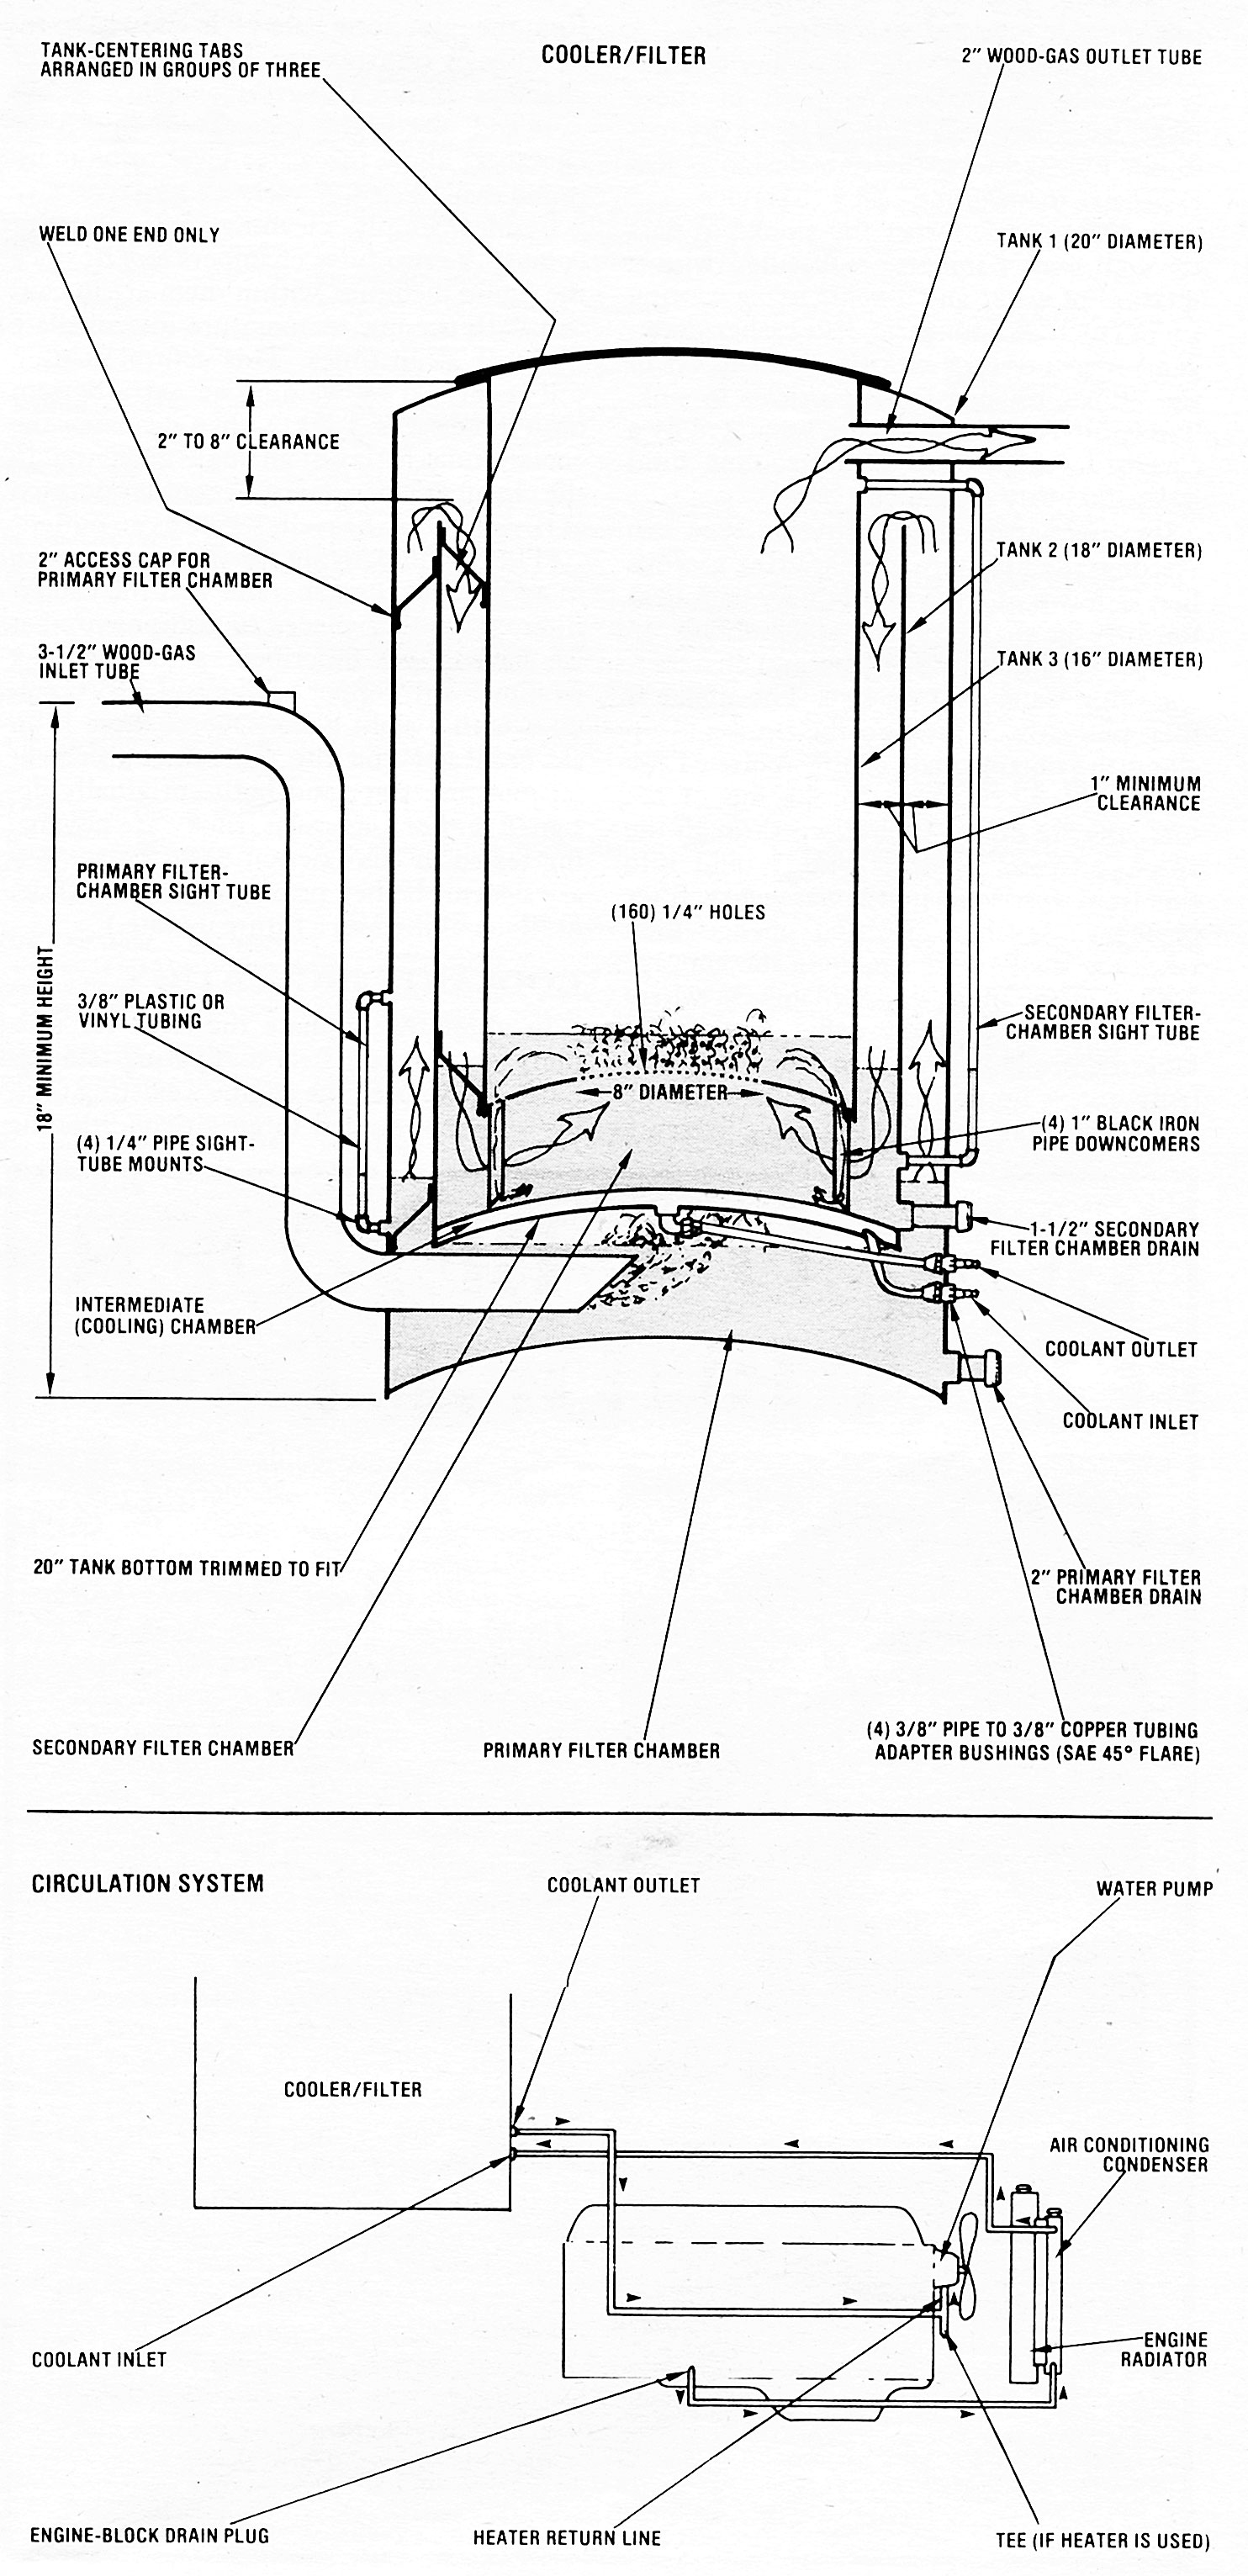 COOLER/FILTER
TANK-CENTERING TABS
ARRANGED IN GROUPS OF THREE
2″ WOOD-GAS OUTLET TUBE
WELD ONE END ONLY
TANK 1 (20″ DIAMETER)
2″ TO 8″ CLEARANCE
2″ ACCESS CAP FOR
PRIMARY FILTER CHAMBER
TANK 2 (18″ DIAMETER)
3-1/2″ WOOD-GAS
INLET TUBE
TANK 3 (16″ DIAMETER)
1″ MINIMUM
CLEARANCE
PRIMARY FILTER-
CHAMBER SIGHT TUBE
(160) 1/4″ HOLES
18″ MINIMUM HEIGHT
3/8″ PLASTIC OR
VINYL TUBING
SECONDARY FILTER-
CHAMBER SIGHT TUBE
8″ DIAMETER
(4) 1/4″ PIPE SIGHT-
TUBE MOUNTS
(4) 1″ BLACK IRON
PIPE DOWNCOMERS
1-1/2″ SECONDARY
FILTER CHAMBER DRAIN
INTERMEDIATE
(COOLING) CHAMBER
COOLANT OUTLET
COOLANT INLET
20″ TANK BOTTOM TRIMMED TO FIT
2″ PRIMARY FILTER
CHAMBER DRAIN
SECONDARY FILTER CHAMBER
PRIMARY FILTER CHAMBER
(4) 3/8″ PIPE TO 3/8″ COPPER TUBING
ADAPTER BUSHINGS (SAE 45° FLARE)
CIRCULATION SYSTEM
COOLANT OUTLET
WATER PUMP
COOLER/FILTER
AIR CONDITIONING
CONDENSER
COOLANT INLET
ENGINE
RADIATOR
ENGINE-BLOCK DRAIN PLUG
HEATER RETURN LINE
TEE (IF HEATER IS USED)